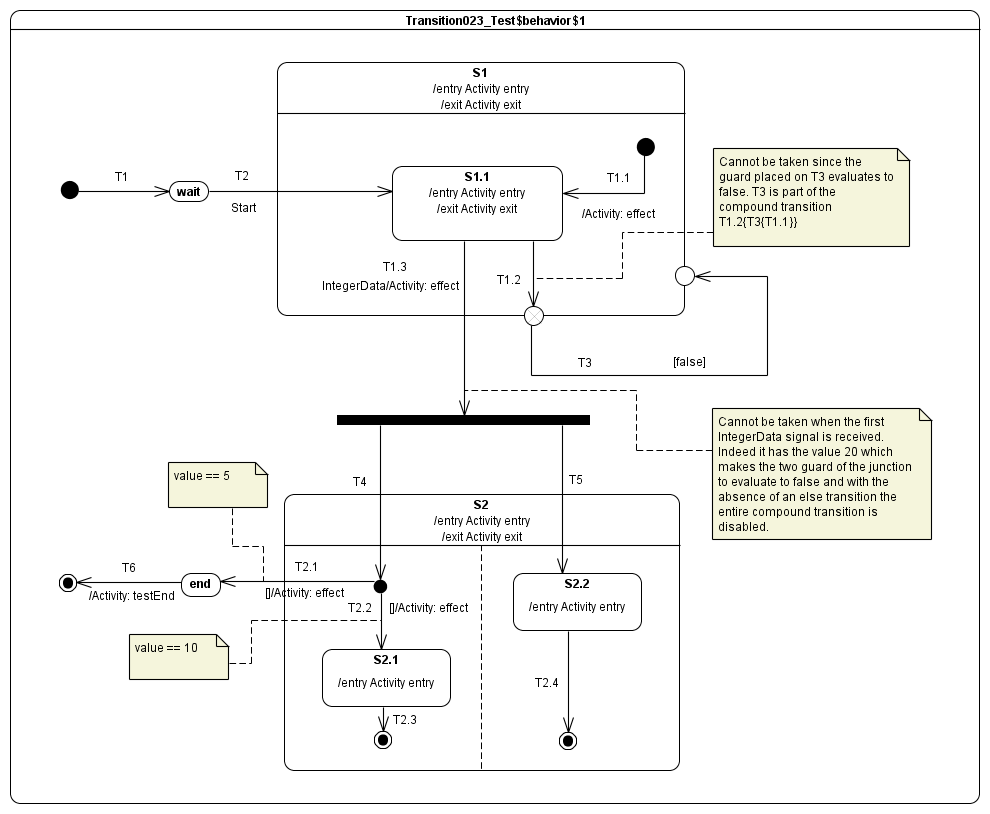 Transition023_Test$behavior$1
S1
/entry Activity entry
/exit Activity exit
T1
wait
T2
Start
S1.1
/entry Activity entry
/exit Activity exit
T1.1
/Activity: effect
Cannot be taken since the
guard placed on T3 evaluates to
false. T3 is part of the
compound transition
T1.2{T3{T1.1}}
T1.3
IntegerData/Activity: effect
T1.2
T3
[false]
Cannot be taken when the first
IntegerData signal is received.
Indeed it has the value 20 which
makes the two guard of the junction
to evaluate to false and with the
absence of an else transition the
entire compound transition is
disabled.
value == 5
T4
T5
S2
/entry Activity entry
/exit Activity exit
T6
/Activity: testEnd
end
T2.1
[]/Activity: effect
T2.2
[]/Activity: effect
S2.2
/entry Activity entry
value == 10
S2.1
/entry Activity entry
T2.4
T2.3